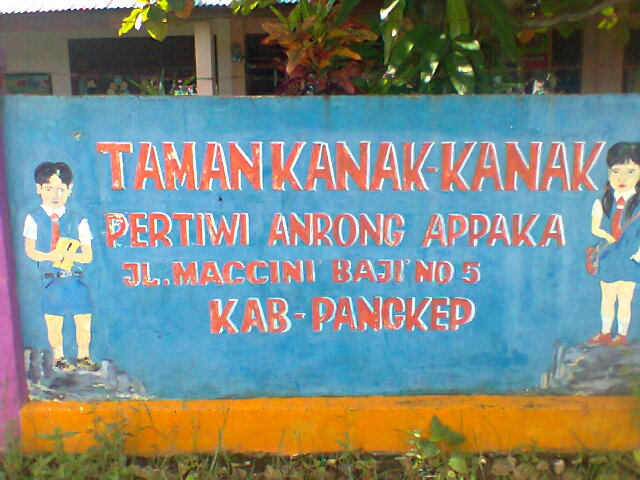 TAMAN KANAK-KANAK
PERTIWI ANRONG APPAKA
JL. MACCINI BAJI' NO 5
KAB-PANGKEP